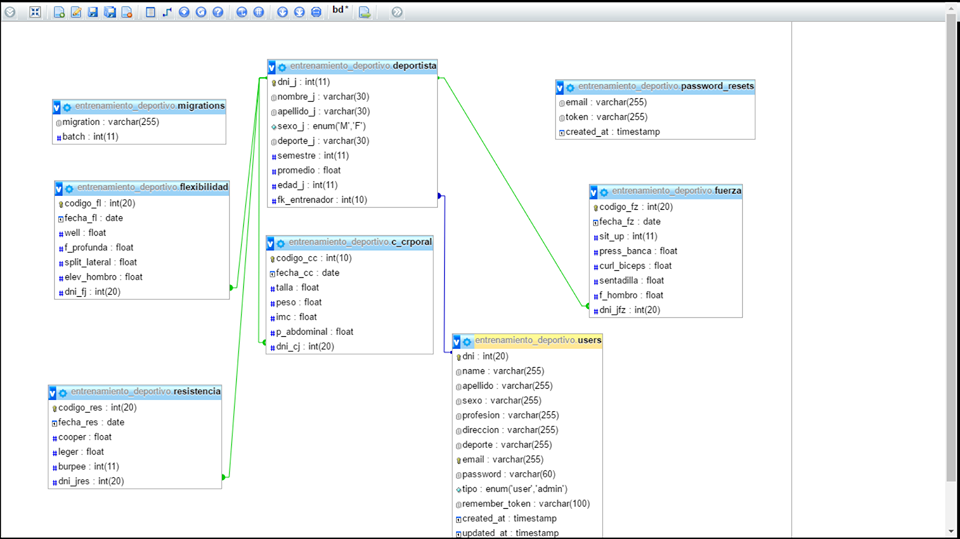 bd*
entrenamiento_deportivo.deportista
dni_j : int(11)
nombre_j : varchar(30)
apellido_j : varchar(30)
sexo_j : enum('M','F')
deporte_j : varchar(30)
semestre : int(11)
promedio : float
edad_j : int(11)
fk_entrenador : int(10)
entrenamiento_deportivo.password_resets
email : varchar(255)
token : varchar(255)
created_at : timestamp
entrenamiento_deportivo.migrations
migration : varchar(255)
batch : int(11)
entrenamiento_deportivo.flexibilidad
codigo_fl : int(20)
fecha_fl : date
well : float
f_profunda : float
split_lateral : float
elev_hombro : float
dni_fj : int(20)
entrenamiento_deportivo.fuerza
codigo_fz : int(20)
fecha_fz : date
sit_up : int(11)
press_banca : float
curl_biceps : float
sentadilla : float
f_hombro : float
dni_jfz : int(20)
entrenamiento_deportivo.c_crporal
codigo_cc : int(10)
fecha_cc : date
talla : float
peso : float
imc : float
p_abdominal : float
dni_cj : int(20)
entrenamiento_deportivo.users
dni : int(20)
name : varchar(255)
apellido : varchar(255)
sexo : varchar(255)
profesion : varchar(255)
direccion : varchar(255)
deporte : varchar(255)
email : varchar(255)
password : varchar(60)
tipo : enum('user','admin')
remember_token : varchar(100)
created_at : timestamp
updated_at : timestamp
entrenamiento_deportivo.resistencia
codigo_res : int(20)
fecha_res : date
cooper : float
leger : float
burpee : int(11)
dni_jres : int(20)